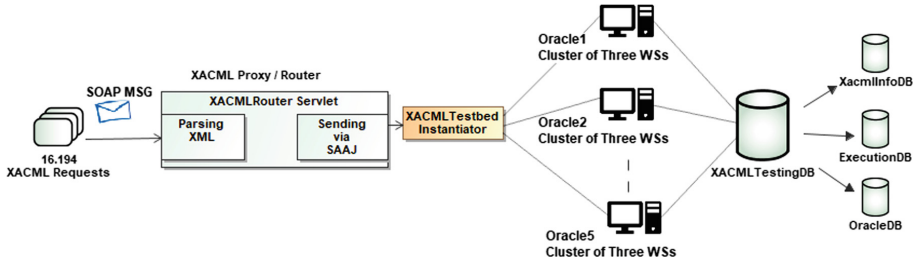 SOAP MSG
16.194
XACML Requests
XACML Proxy / Router
XACMLRouter Servlet
Parsing
XML
Sending
via
SAAJ
XACMLTestbed
Instantiator
Oracle1
Cluster of Three WSs
Oracle2
Cluster of Three WSs
Oracle5
Cluster of Three WSs
XACMLTestingDB
XacmlInfoDB
ExecutionDB
OracleDB